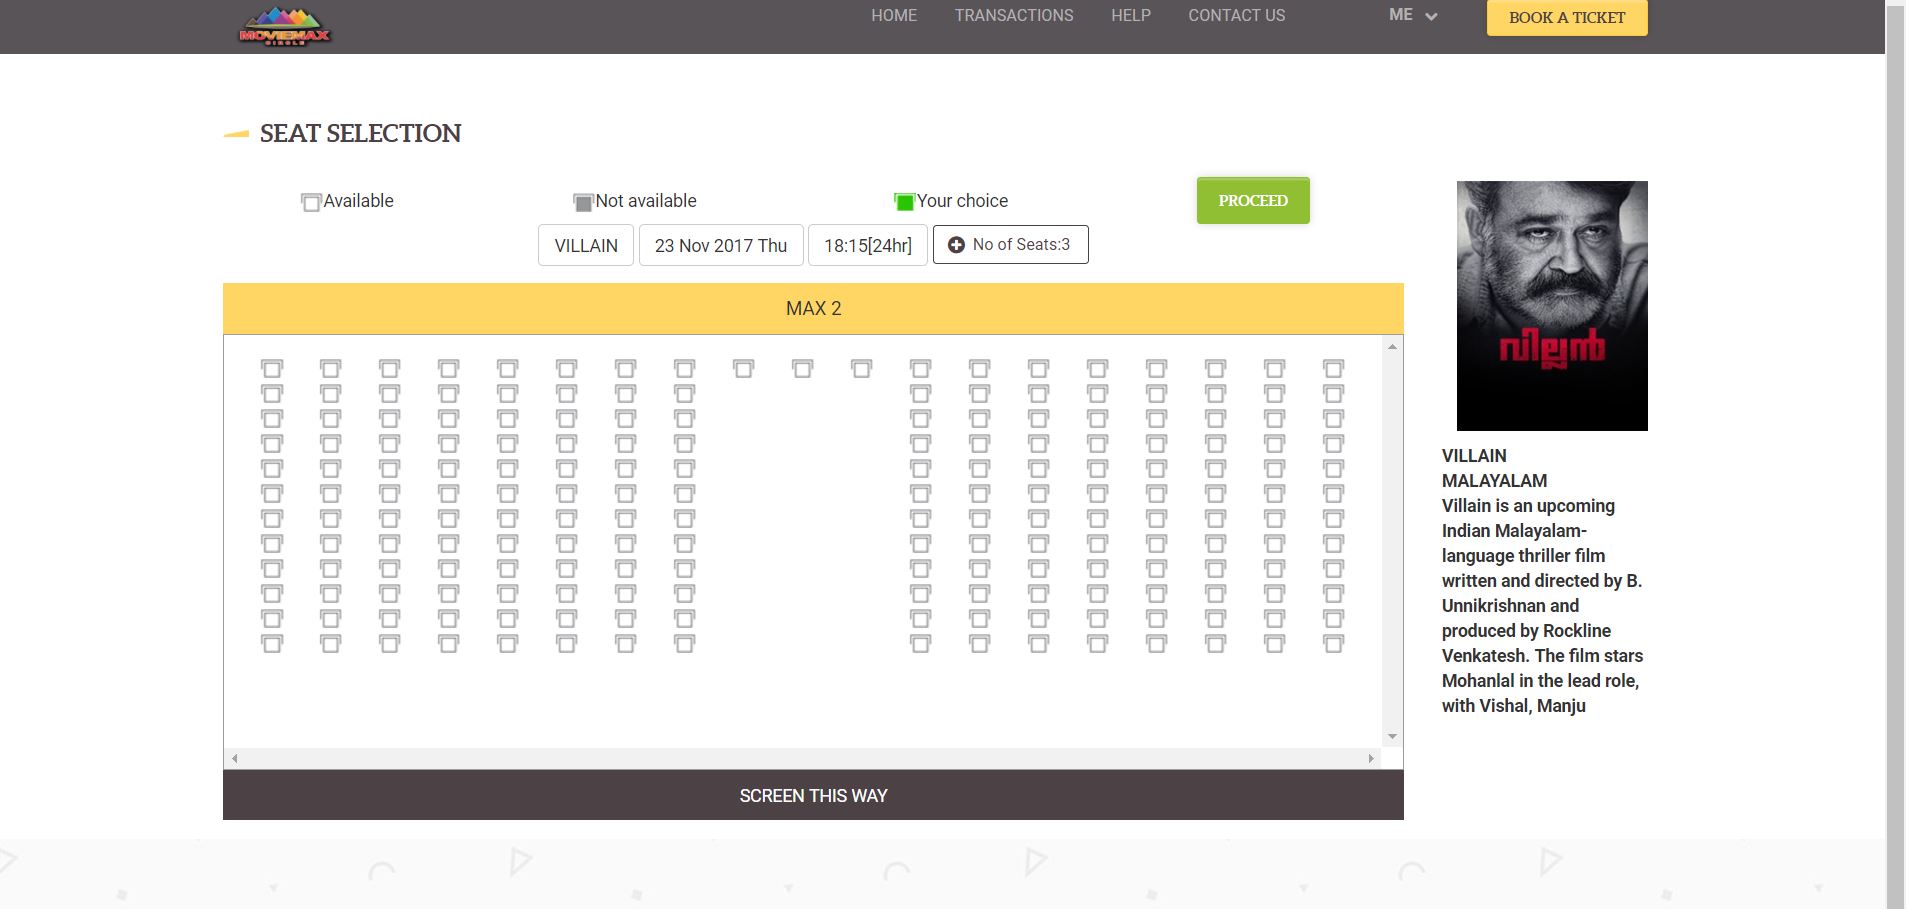 MOVIEMAX
CIRCLE
HOME TRANSACTIONS HELP CONTACT US ME BOOK A TICKET
SEAT SELECTION
Available Not available Your choice PROCEED
VILLAIN 23 Nov 2017 Thu 18:15[24hr] No of Seats:3
MAX 2
SCREEN THIS WAY
വില്ലൻ
VILLAIN
MALAYALAM
Villain is an upcoming
Indian Malayalam-
language thriller film
written and directed by B.
Unnikrishnan and
produced by Rockline
Venkatesh. The film stars
Mohanlal in the lead role,
with Vishal, Manju